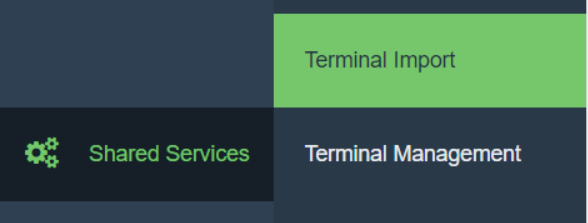 Terminal Import
Shared Services
Terminal Management